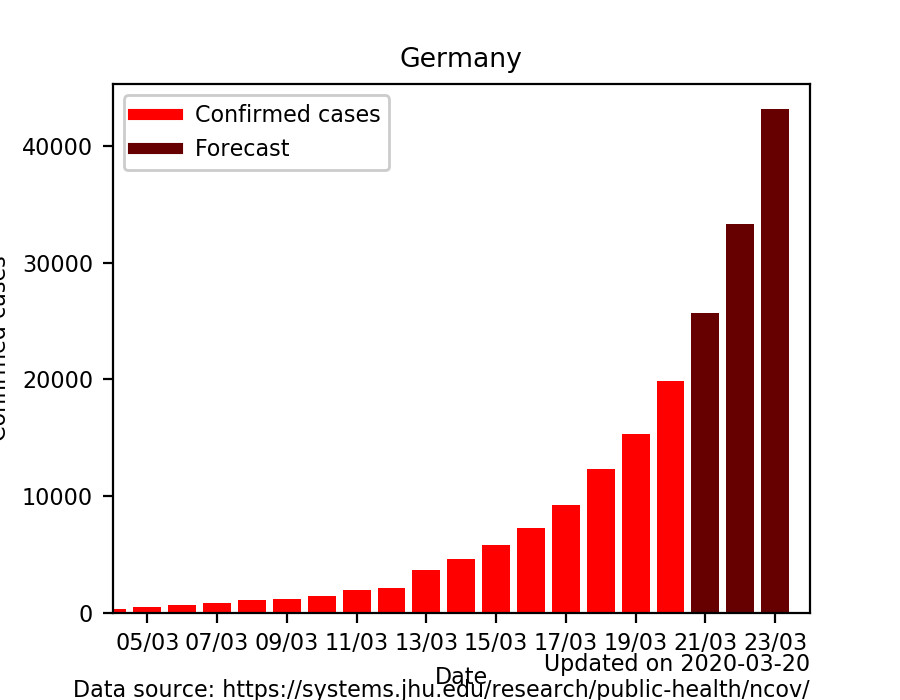 Germany
Confirmed cases
Forecast
40000
30000
20000
10000
0
Confirmed cases
05/03 07/03 09/03 11/03 13/03 15/03 17/03 19/03 21/03 23/03
Updated on 2020-03-20
Date
Data source: https://systems.jhu.edu/research/public-health/ncov/